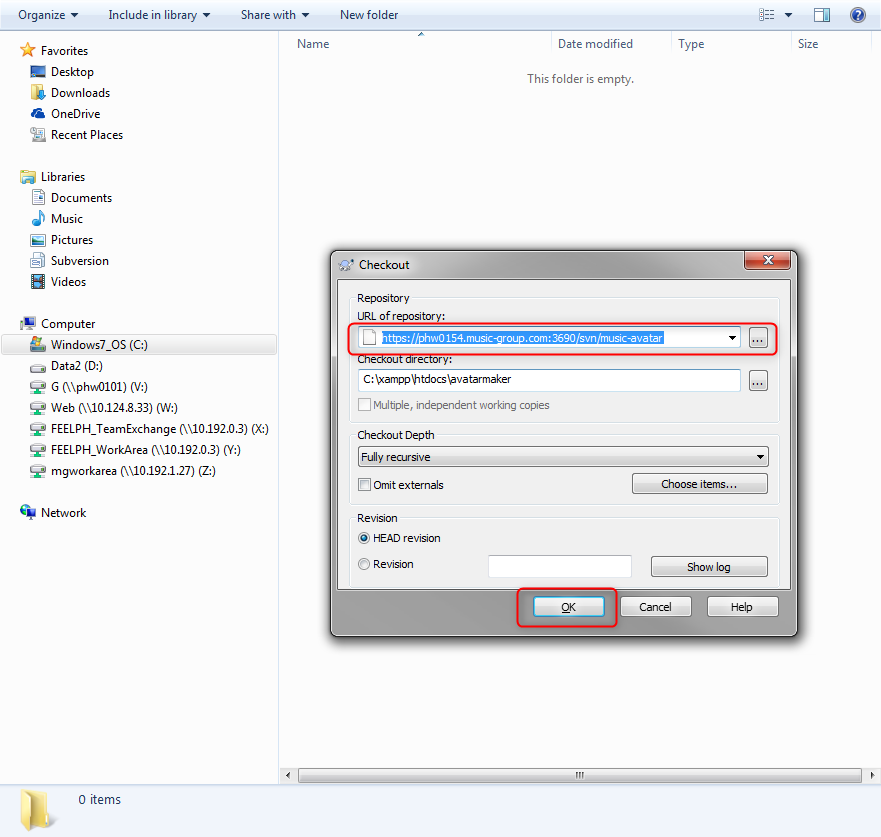 Organize Include in library Share with New folder
Name Date modified Type Size
This folder is empty.
Favorites
Desktop
Downloads
OneDrive
Recent Places
Libraries
Documents
Music
Pictures
Subversion
Videos
Computer
Windows7_OS (C:)
Data2 (D:)
G (\\phw0101) (V:)
Web (\\10.124.8.33) (W:)
FEELPH_TeamExchange (\\10.192.0.3) (X:)
FEELPH_WorkArea (\\10.192.0.3) (Y:)
mgworkarea (\\10.192.1.27) (Z:)
Network
Checkout
Repository
URL of repository:
https://phw0154.music-group.com:3690/svn/music-avatar
...
Checkout directory:
C:\xampp\htdocs\avatarmaker
...
Multiple, independent working copies
Checkout Depth
Fully recursive
Omit externals Choose items...
Revision
HEAD revision
Revision Show log
OK Cancel Help
0 items